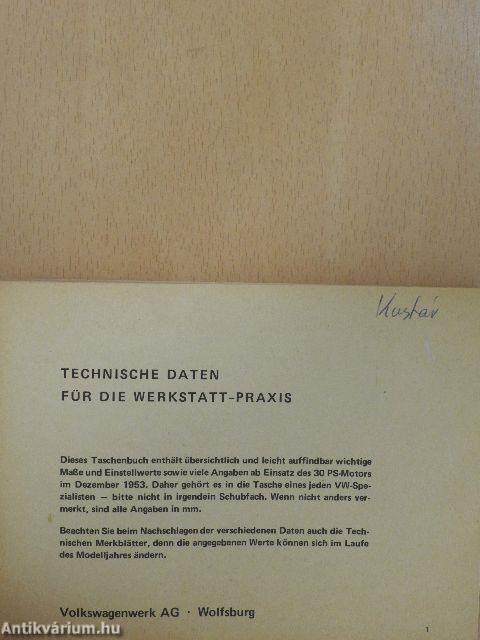 Kustár
TECHNISCHE DATEN
FÜR DIE WERKSTATT-PRAXIS
Dieses Taschenbuch enthält übersichtlich und leicht auffindbar wichtige
Maße und Einstellwerte sowie viele Angaben ab Einsatz des 30 PS-Motors
im Dezember 1953. Daher gehört es in die Tasche eines jeden VW-Spe-
zialisten — bitte nicht in irgendein Schubfach. Wenn nicht anders ver-
merkt, sind alle Angaben in mm.
Beachten Sie beim Nachschlagen der verschiedenen Daten auch die Tech-
nischen Merkblätter, denn die angegebenen Werte können sich im Laufe
des Modelljahres ändern.
Volkswagenwerk AG · Wolfsburg
1
Antikvárium.hu